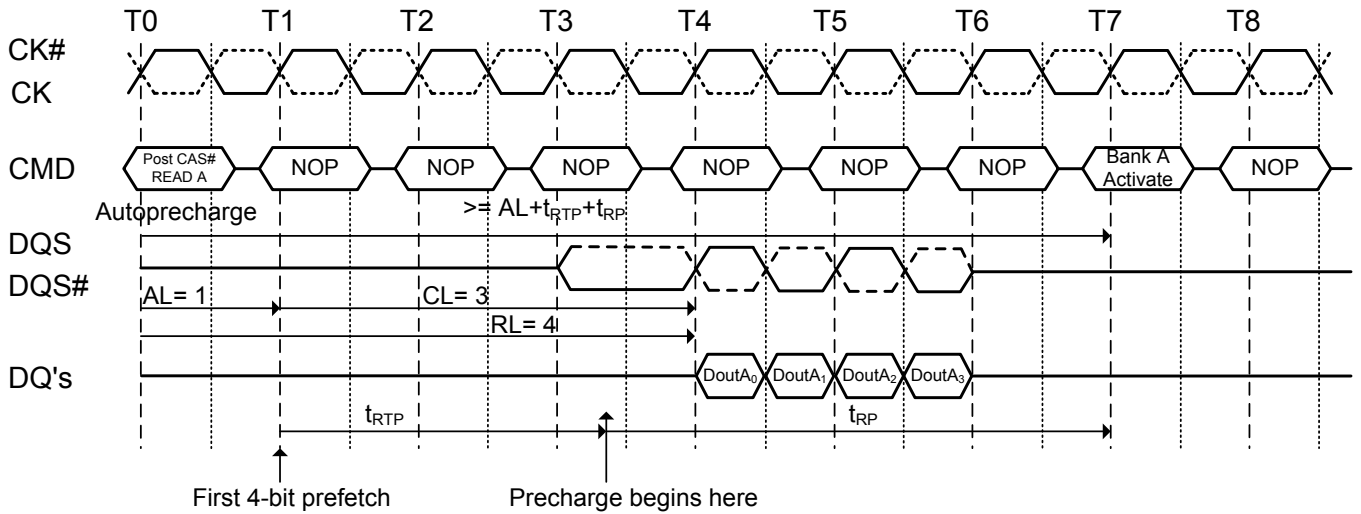 T0 T1 T2 T3 T4 T5 T6 T7 T8
CK#
CK
CMD
Post CAS#
READ A
NOP NOP NOP NOP NOP NOP
Bank A
Activate
NOP
Autoprecharge
>= AL+tRTP+tRP
DQS
DQS#
AL= 1
CL= 3
RL= 4
DQ's
DoutA0 DoutA1 DoutA2 DoutA3
tRTP
tRP
First 4-bit prefetch
Precharge begins here